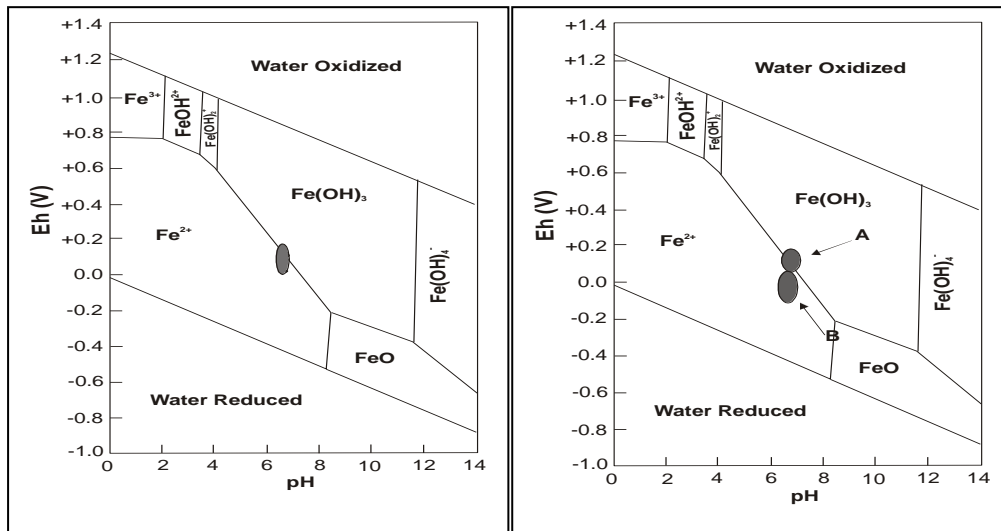 +1.4
+1.2
+1.0
+0.8
+0.6
+0.4
+0.2
0.0
-0.2
-0.4
-0.6
-0.8
-1.0
Eh (V)
Water Oxidized
Fe³⁺
FeOH²⁺
Fe(OH)₂⁺
Fe(OH)₃
Fe²⁺
Fe(OH)₄⁻
FeO
Water Reduced
0 2 4 6 8 10 12 14
pH
+1.4
+1.2
+1.0
+0.8
+0.6
+0.4
+0.2
0.0
-0.2
-0.4
-0.6
-0.8
-1.0
Eh (V)
Water Oxidized
Fe³⁺
FeOH²⁺
Fe(OH)₂⁺
Fe(OH)₃
A
Fe²⁺
Fe(OH)₄⁻
B
FeO
Water Reduced
0 2 4 6 8 10 12 14
pH